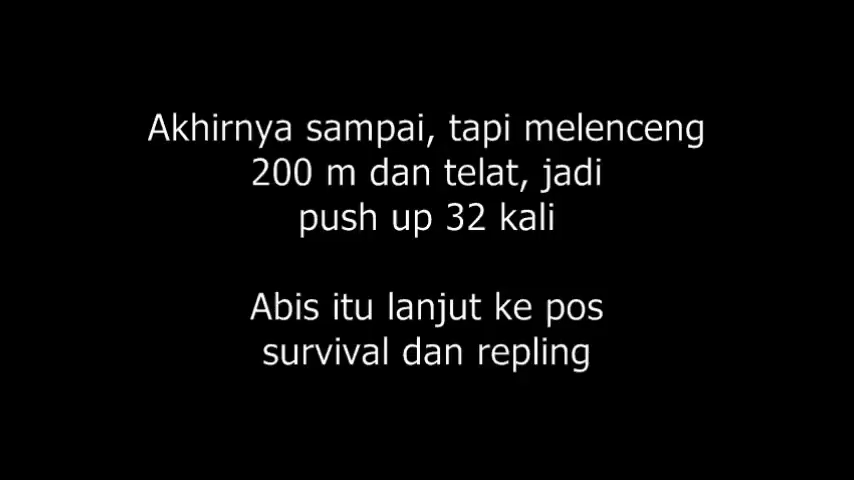 Akhirnya sampai, tapi melenceng
200 m dan telat, jadi
push up 32 kali
Abis itu lanjut ke pos
survival dan repling